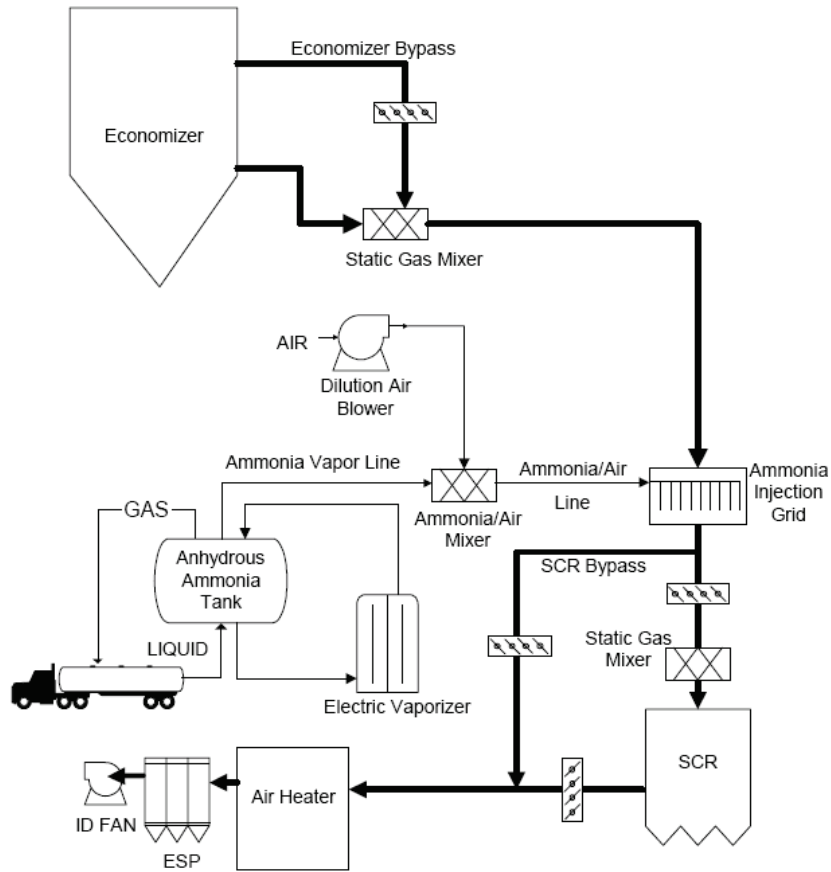 Economizer Bypass
Economizer
Static Gas Mixer
AIR
Dilution Air
Blower
Ammonia Vapor Line
Ammonia/Air
Line
Ammonia
Injection
Grid
GAS
Ammonia/Air
Mixer
Anhydrous
Ammonia
Tank
SCR Bypass
LIQUID
Static Gas
Mixer
Electric Vaporizer
SCR
Air Heater
ID FAN
ESP